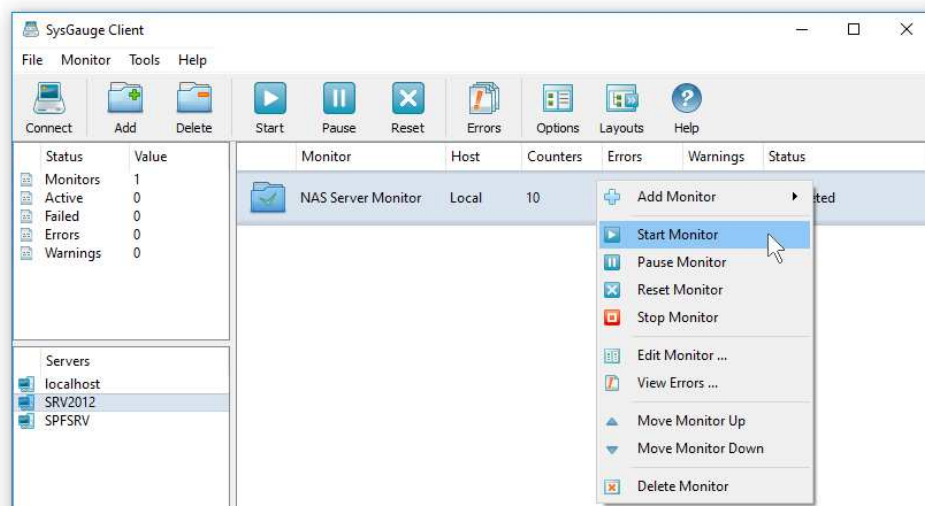 SysGauge Client
File Monitor Tools Help
Connect Add Delete Start Pause Reset Errors Options Layouts Help
Status Value
Monitors 1
Active 0
Failed 0
Errors 0
Warnings 0
Servers
localhost
SRV2012
SPFSRV
Monitor Host Counters Errors Warnings Status
NAS Server Monitor Local 10
Add Monitor
Start Monitor
Pause Monitor
Reset Monitor
Stop Monitor
Edit Monitor ...
View Errors ...
Move Monitor Up
Move Monitor Down
Delete Monitor